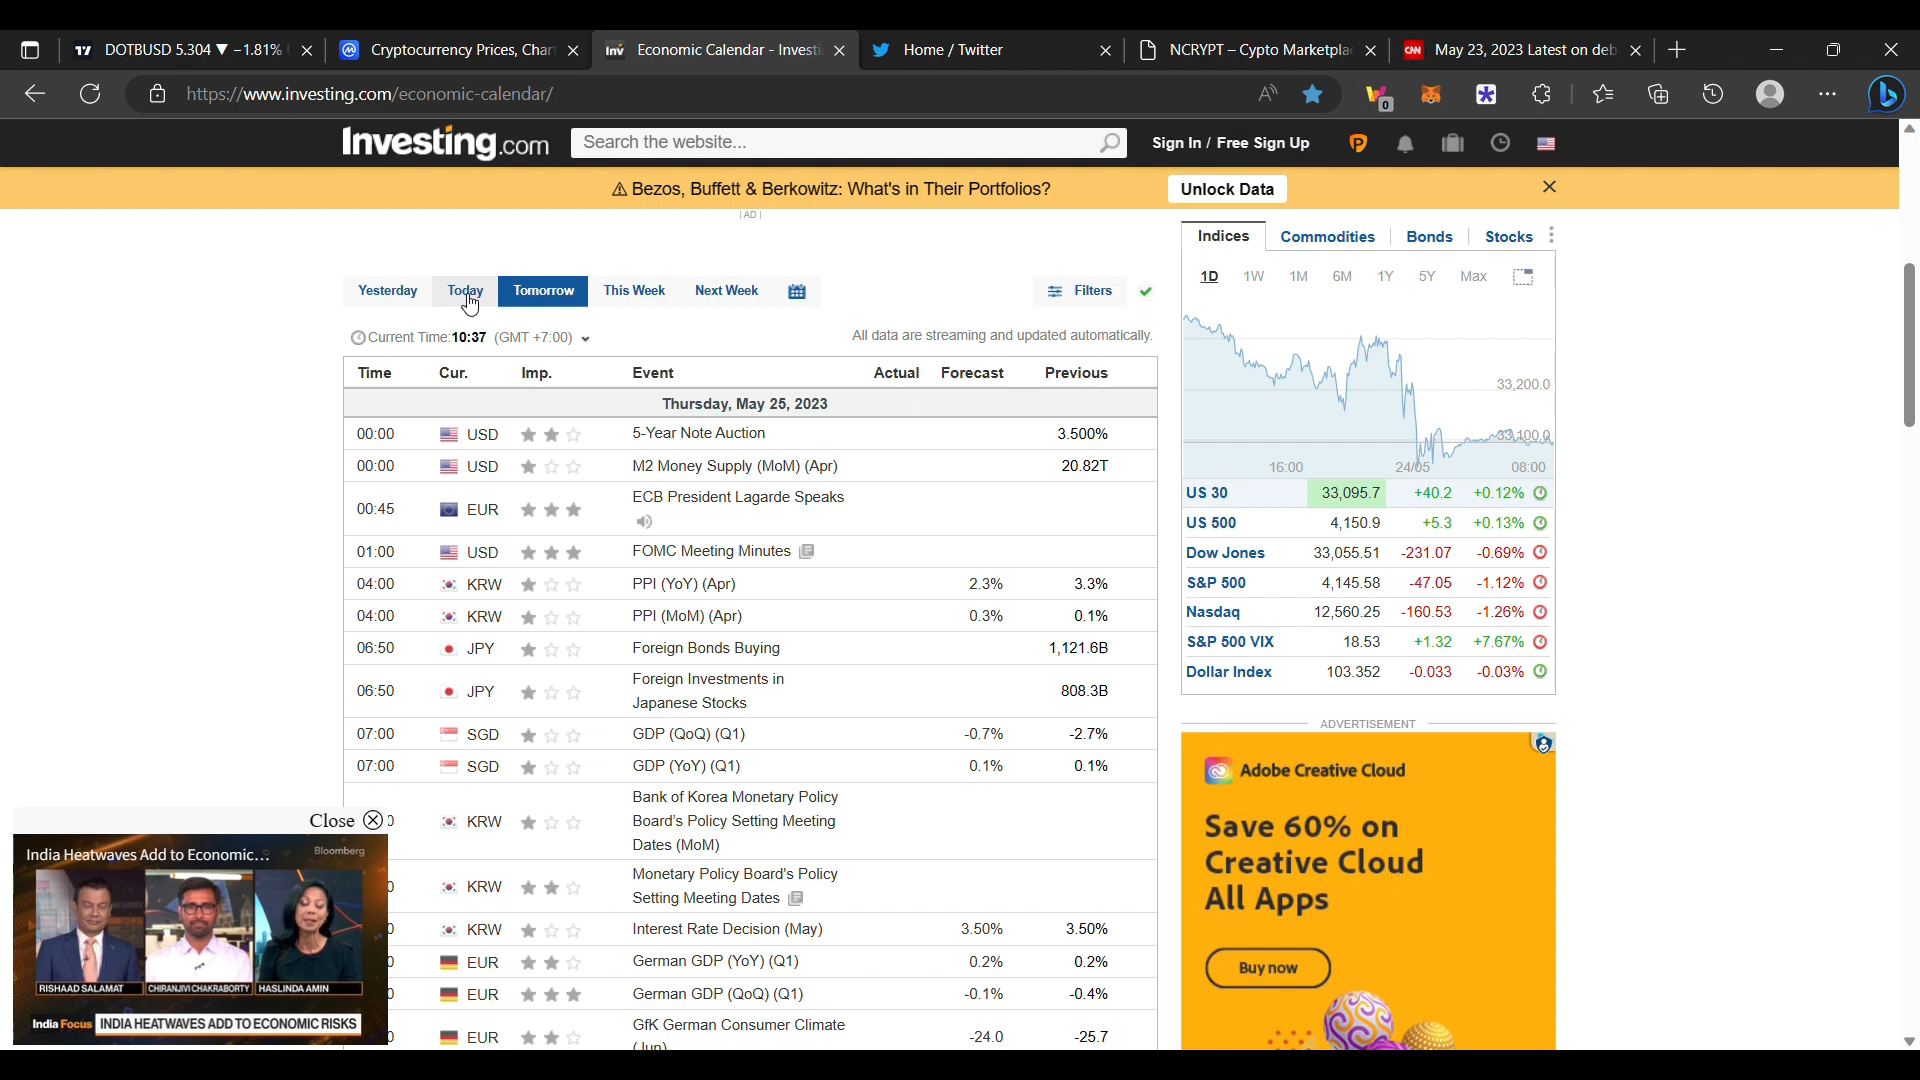 DOTBUSD 5.304 ▼ −1.81%
Cryptocurrency Prices, Chart
Economic Calendar - Investi
Home / Twitter
NCRYPT – Cypto Marketplac
May 23, 2023 Latest on deb
https://www.investing.com/economic-calendar/
0
Investing.com
Search the website...
Sign In / Free Sign Up
⚠ Bezos, Buffett & Berkowitz: What's in Their Portfolios?
Unlock Data
| AD |
Yesterday Today Tomorrow This Week Next Week
Filters
Current Time:10:37 (GMT +7:00)
All data are streaming and updated automatically.
Time Cur. Imp. Event Actual Forecast Previous
Thursday, May 25, 2023
00:00 USD 5-Year Note Auction 3.500%
00:00 USD M2 Money Supply (MoM) (Apr) 20.82T
00:45 EUR ECB President Lagarde Speaks
01:00 USD FOMC Meeting Minutes
04:00 KRW PPI (YoY) (Apr) 2.3% 3.3%
04:00 KRW PPI (MoM) (Apr) 0.3% 0.1%
06:50 JPY Foreign Bonds Buying 1,121.6B
06:50 JPY Foreign Investments in
Japanese Stocks 808.3B
07:00 SGD GDP (QoQ) (Q1) -0.7% -2.7%
07:00 SGD GDP (YoY) (Q1) 0.1% 0.1%
KRW Bank of Korea Monetary Policy
Board's Policy Setting Meeting
Dates (MoM)
KRW Monetary Policy Board's Policy
Setting Meeting Dates
KRW Interest Rate Decision (May) 3.50% 3.50%
EUR German GDP (YoY) (Q1) 0.2% 0.2%
EUR German GDP (QoQ) (Q1) -0.1% -0.4%
EUR GfK German Consumer Climate -24.0 -25.7
Indices Commodities Bonds Stocks
1D 1W 1M 6M 1Y 5Y Max
33,200.0
33,100.0
16:00 24/05 08:00
US 30 33,095.7 +40.2 +0.12%
US 500 4,150.9 +5.3 +0.13%
Dow Jones 33,055.51 -231.07 -0.69%
S&P 500 4,145.58 -47.05 -1.12%
Nasdaq 12,560.25 -160.53 -1.26%
S&P 500 VIX 18.53 +1.32 +7.67%
Dollar Index 103.352 -0.033 -0.03%
ADVERTISEMENT
Adobe Creative Cloud
Save 60% on
Creative Cloud
All Apps
Buy now
Close
India Heatwaves Add to Economic...
Bloomberg
RISHAAD SALAMAT CHIRANJIVI CHAKRABORTY HASLINDA AMIN
India Focus INDIA HEATWAVES ADD TO ECONOMIC RISKS